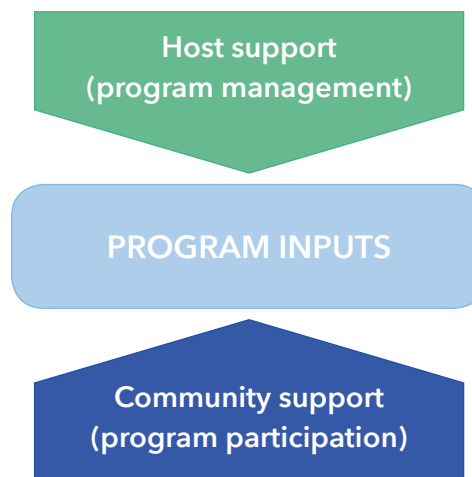 Host support
(program management)
PROGRAM INPUTS
Community support
(program participation)